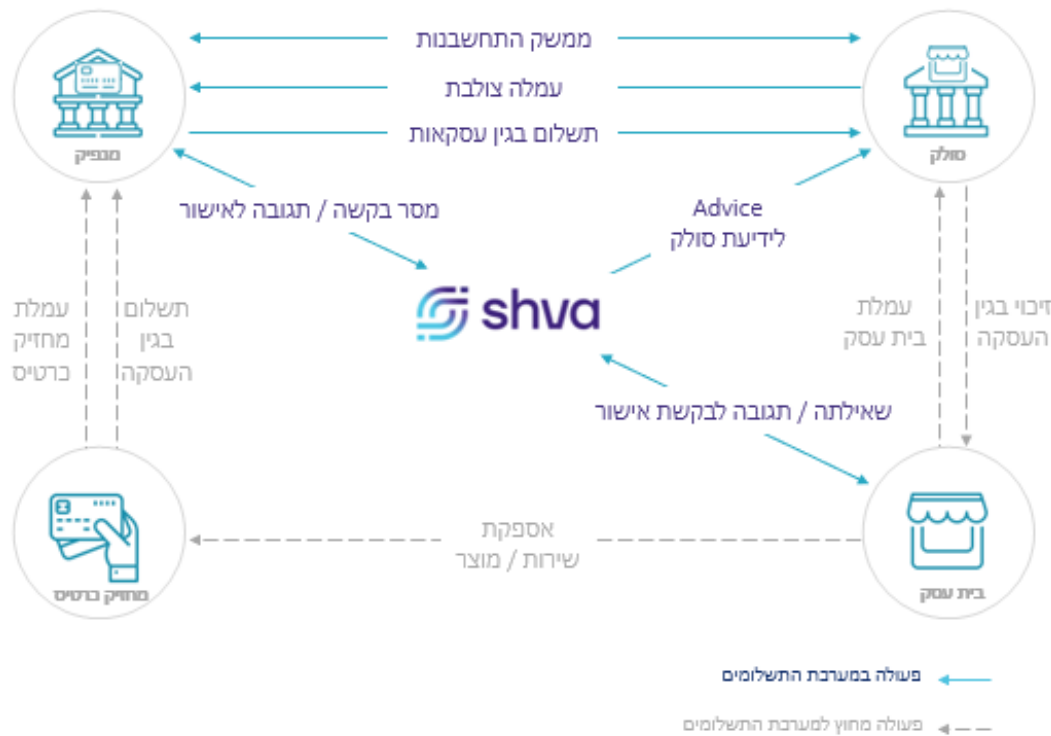 ממשק התחשבנות
עמלה צולבת
תשלום בגין עסקאות
מנפיק
סולק
מסר בקשה / תגובה לאישור
Advice
לידיעת סולק
shva
עמלת
מחזיק
כרטיס
תשלום
בגין
העסקה
עמלת
בית עסק
זיכוי בגין
העסקה
שאילתה / תגובה לבקשת אישור
אספקת
שירות / מוצר
מחזיק כרטיס
בית עסק
פעולה במערכת התשלומים
פעולה מחוץ למערכת התשלומים